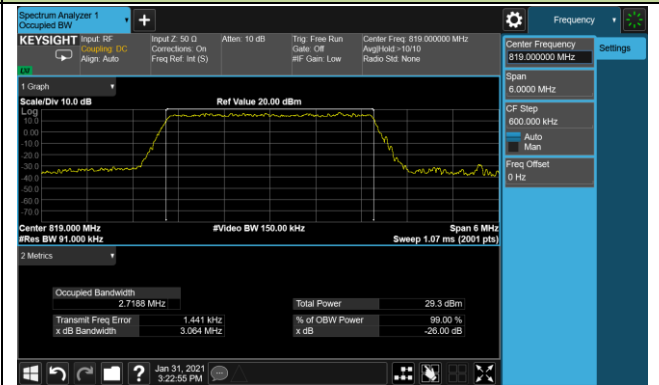 Spectrum Analyzer 1
Occupied BW
Frequency
KEYSIGHT
Input: RF
Coupling: DC
Align: Auto
Input Z: 50 Ω
Corrections: On
Freq Ref: Int (S)
Atten: 10 dB
Trig: Free Run
Gate: Off
#IF Gain: Low
Center Freq: 819.000000 MHz
Avg|Hold:>10/10
Radio Std: None
Center Frequency
819.000000 MHz
Settings
Span
6.0000 MHz
CF Step
600.000 kHz
Auto
Man
Freq Offset
0 Hz
1 Graph
Scale/Div 10.0 dB
Ref Value 20.00 dBm
Log
10.0
0.00
-10.0
-20.0
-30.0
-40.0
-50.0
-60.0
-70.0
Center 819.000 MHz
#Video BW 150.00 kHz
Span 6 MHz
#Res BW 91.000 kHz
Sweep 1.07 ms (2001 pts)
2 Metrics
Occupied Bandwidth
2.7188 MHz
Total Power 29.3 dBm
Transmit Freq Error 1.441 kHz
% of OBW Power 99.00 %
x dB Bandwidth 3.064 MHz
x dB -26.00 dB
Jan 31, 2021
3:22:55 PM